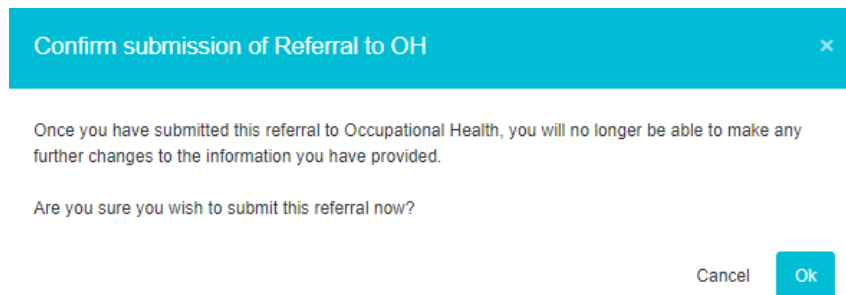 Confirm submission of Referral to OH
×
Once you have submitted this referral to Occupational Health, you will no longer be able to make any
further changes to the information you have provided.
Are you sure you wish to submit this referral now?
Cancel
Ok